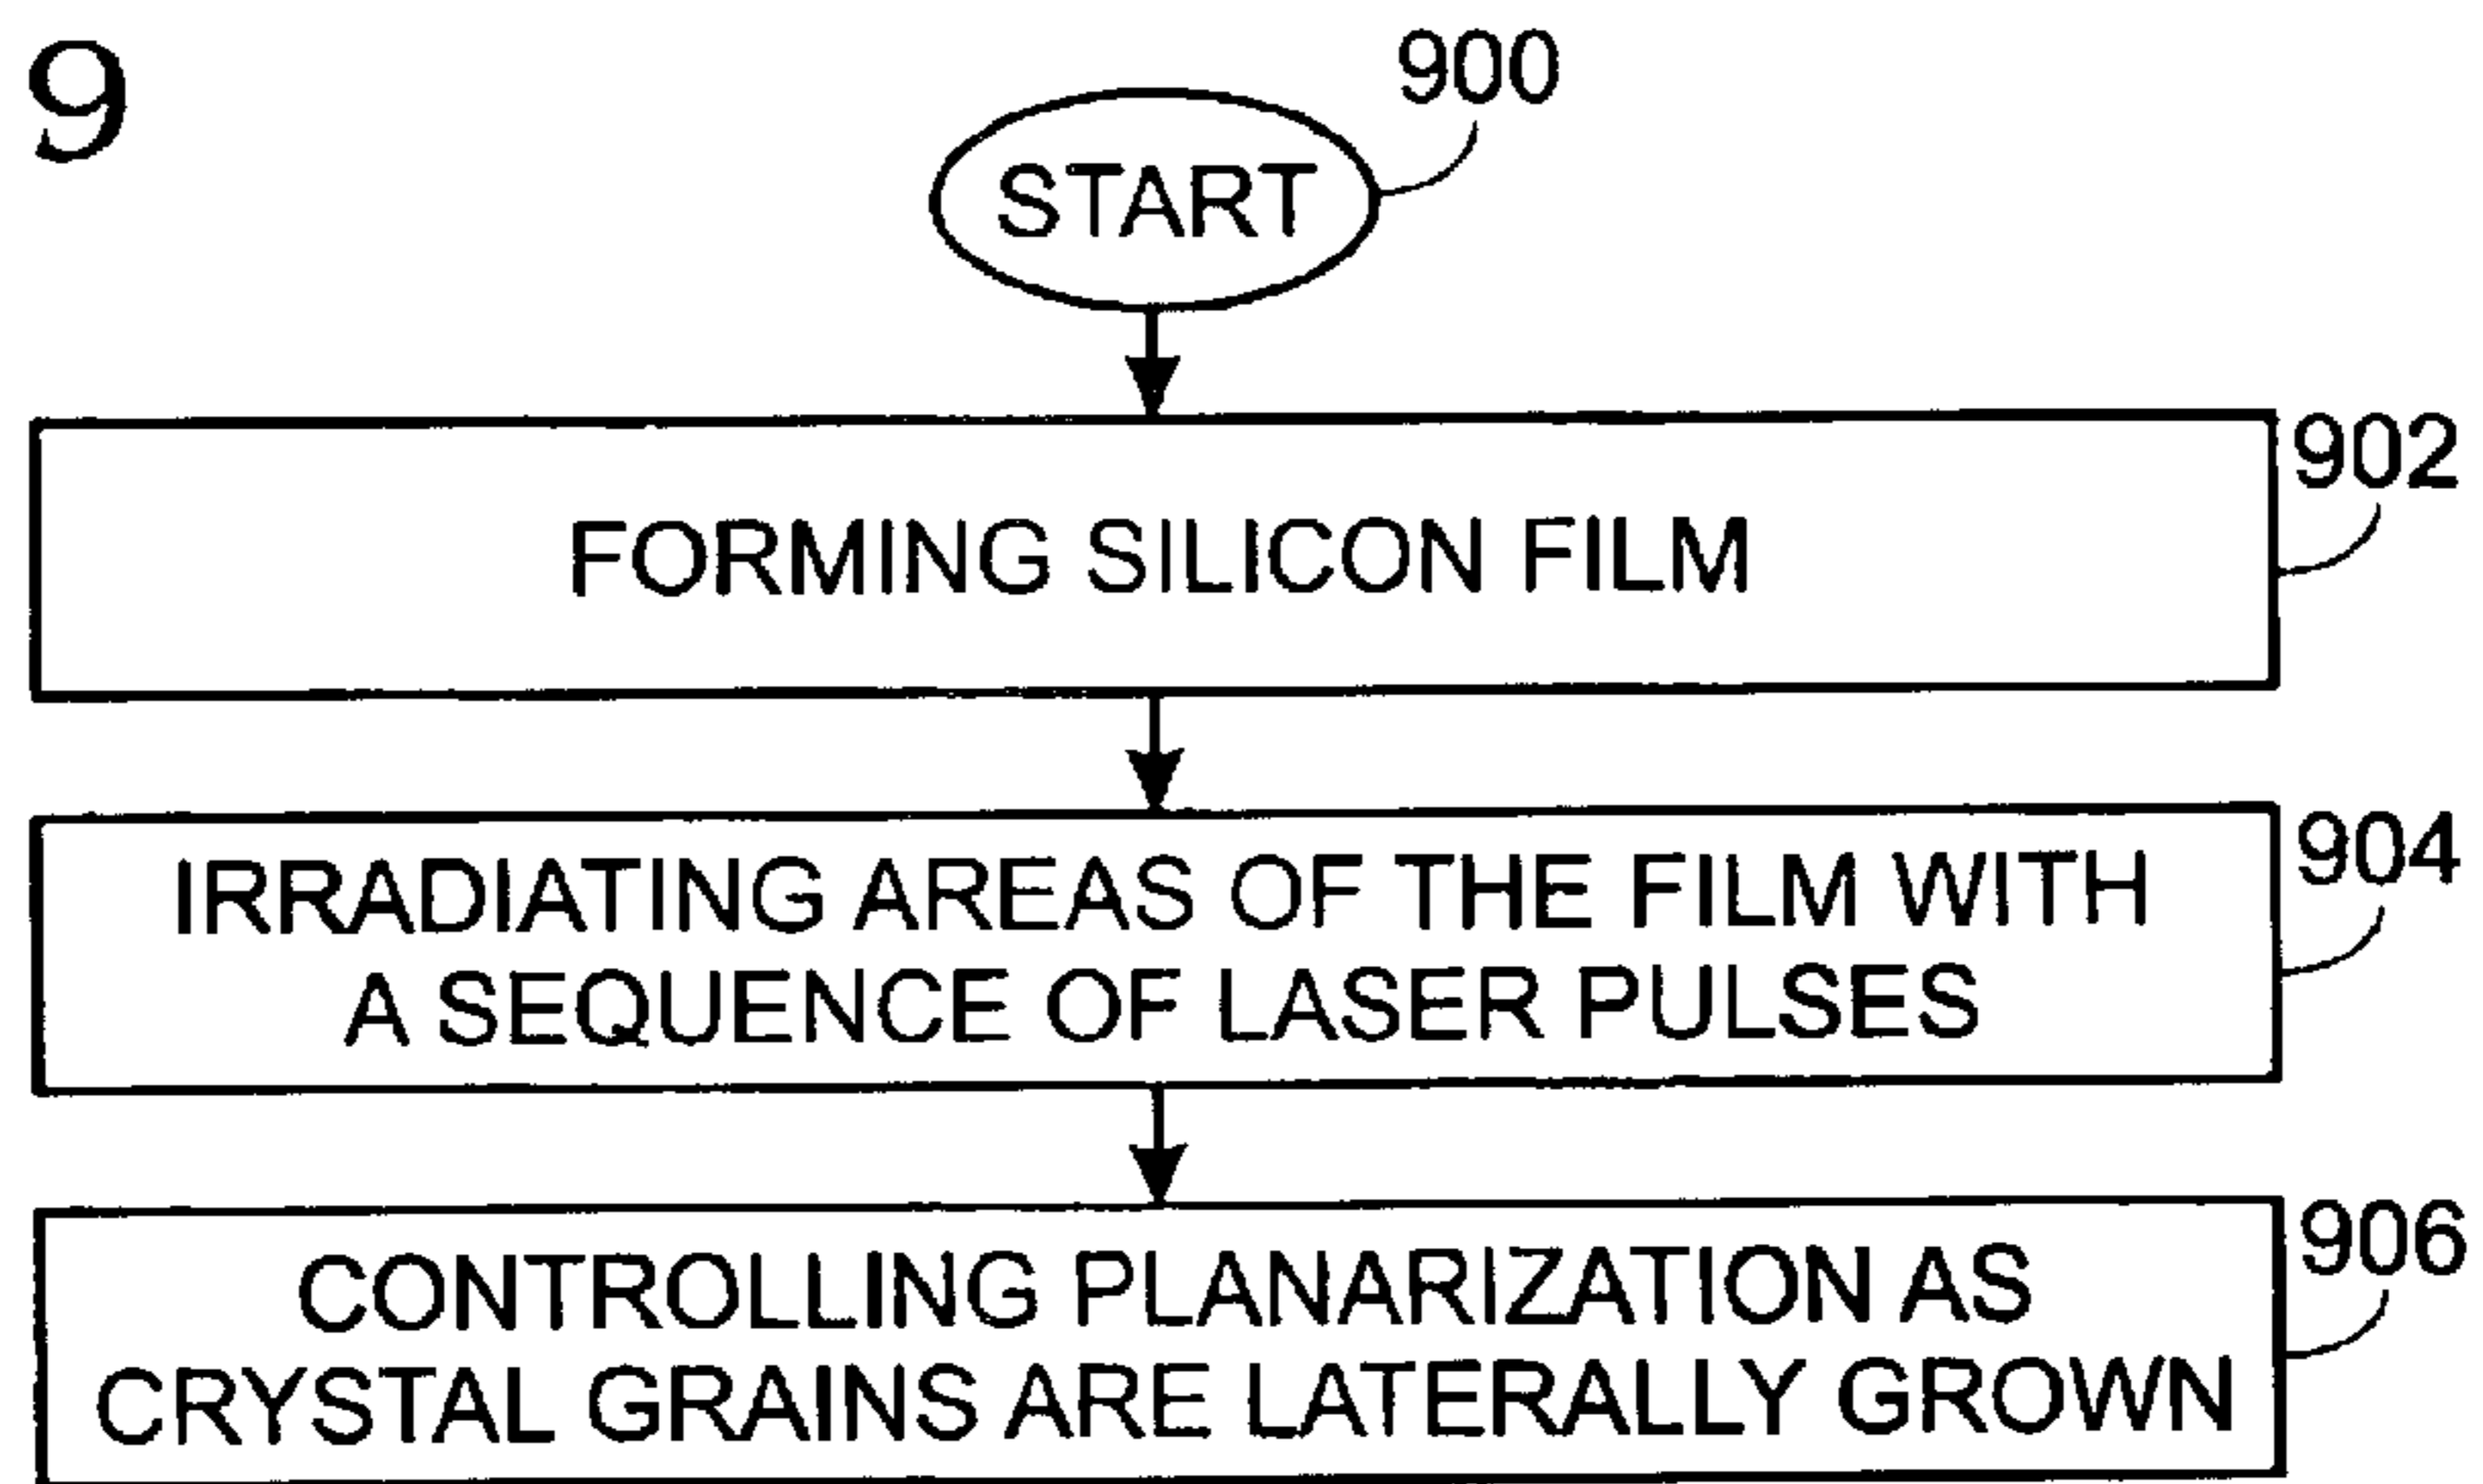 9
900
START
902
FORMING SILICON FILM
904
IRRADIATING AREAS OF THE FILM WITH
A SEQUENCE OF LASER PULSES
906
CONTROLLING PLANARIZATION AS
CRYSTAL GRAINS ARE LATERALLY GROWN